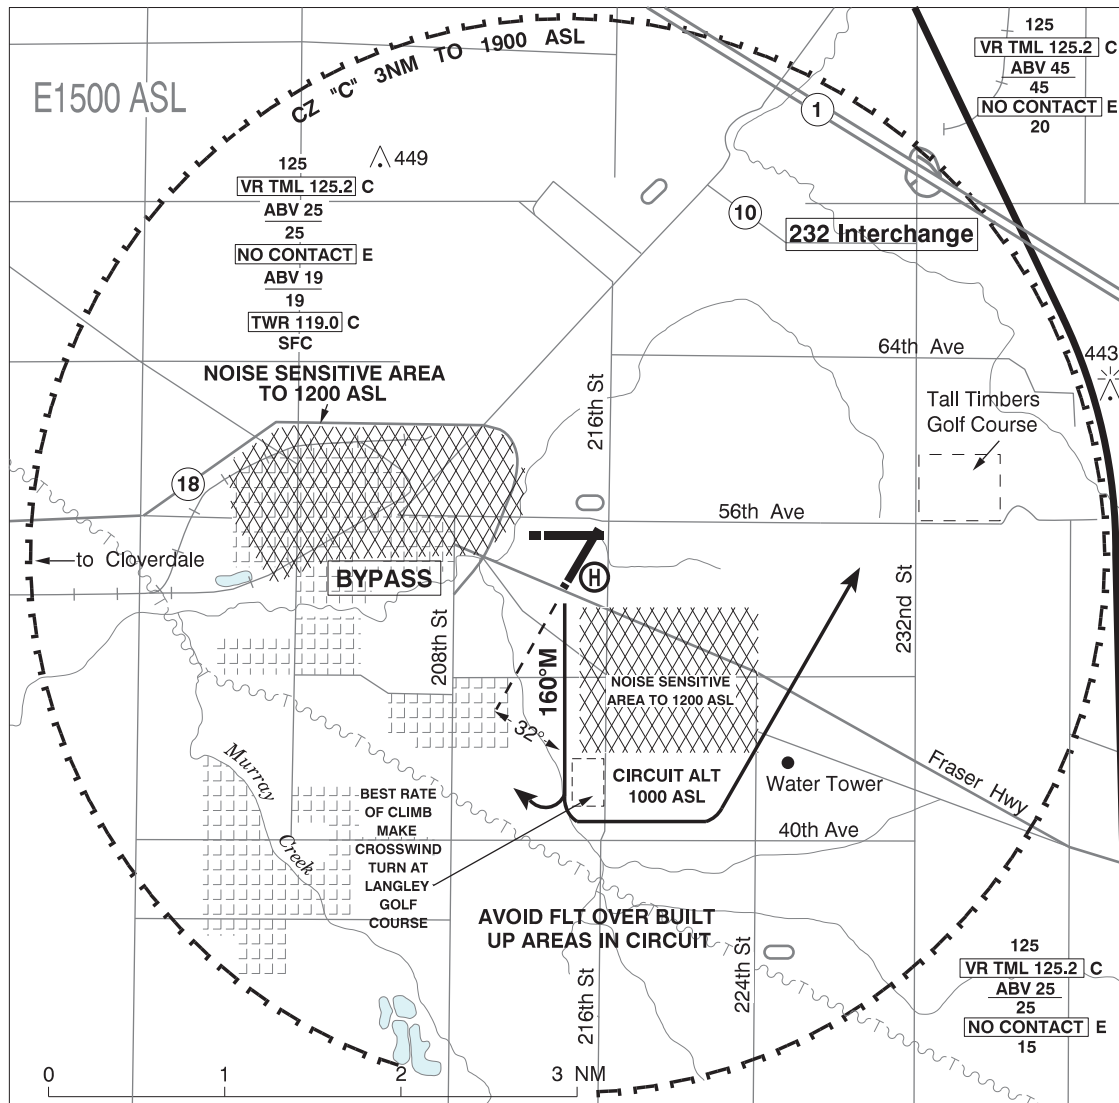 CZ "C" 3NM TO 1900 ASL
E1500 ASL
125
VR TML 125.2 C
ABV 45
45
NO CONTACT E
20
1
449
125
VR TML 125.2 C
ABV 25
25
NO CONTACT E
ABV 19
19
TWR 119.0 C
SFC
10
232 Interchange
64th Ave
443
NOISE SENSITIVE AREA
TO 1200 ASL
216th St
Tall Timbers
Golf Course
18
56th Ave
to Cloverdale
BYPASS
H
232nd St
208th St
160°M
NOISE SENSITIVE
AREA TO 1200 ASL
32°
Murray
Creek
CIRCUIT ALT
1000 ASL
Water Tower
Fraser Hwy
BEST RATE
OF CLIMB
MAKE
CROSSWIND
TURN AT
LANGLEY
GOLF
COURSE
40th Ave
AVOID FLT OVER BUILT
UP AREAS IN CIRCUIT
216th St
224th St
125
VR TML 125.2 C
ABV 25
25
NO CONTACT E
15
0 1 2 3 NM
T
T
T
T
T
T
T
T
T
T
T